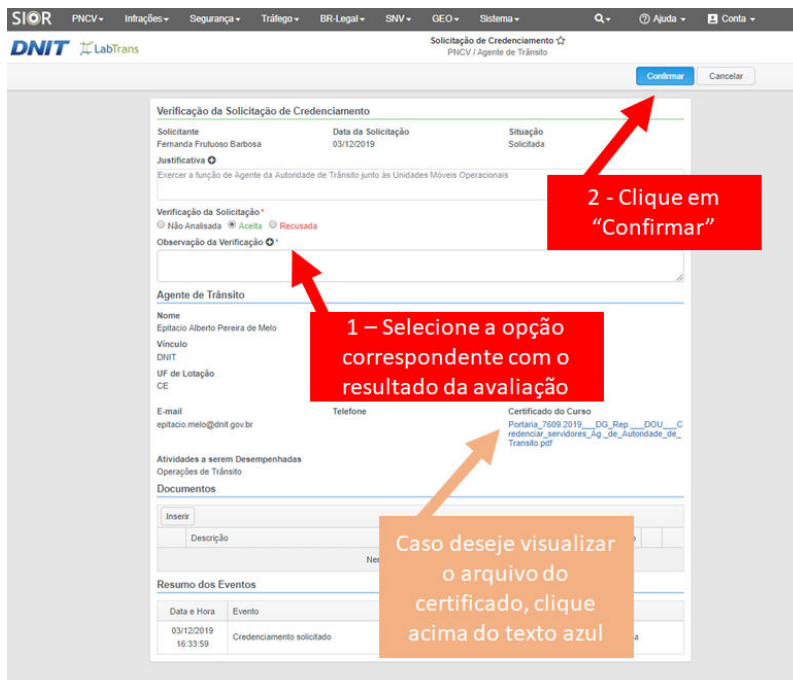 SIOR PNCV Infrações Segurança Tráfego BR-Legal SNV GEO Sistema Ajuda Conta
DNIT LabTrans
Solicitação de Credenciamento
PNCV / Agente de Trânsito
Confirmar Cancelar
Verificação da Solicitação de Credenciamento
Solicitante Data da Solicitação Situação
Fernanda Frutuoso Barbosa 03/12/2019 Solicitada
Justificativa
Exercer a função de Agente da Autoridade de Trânsito junto às Unidades Móveis Operacionais
2 - Clique em
“Confirmar”
Verificação da Solicitação *
Não Analisada Aceita Recusada
Observação da Verificação *
Agente de Trânsito
Nome
Epitacio Alberto Pereira de Melo
Vínculo
DNIT
UF de Lotação
CE
1 – Selecione a opção
correspondente com o
resultado da avaliação
E-mail Telefone Certificado do Curso
epitacio.melo@dnit.gov.br
Portaria_7609.2019___DG_Rep.___DOU___C
redenciar_servidores_Ag._de_Autoridade_de_
Transito.pdf
Atividades a serem Desempenhadas
Operações de Trânsito
Documentos
Inserir
Descrição
Caso deseje visualizar
o arquivo do
certificado, clique
acima do texto azul
Resumo dos Eventos
Data e Hora Evento
03/12/2019
16:33:59
Credenciamento solicitado